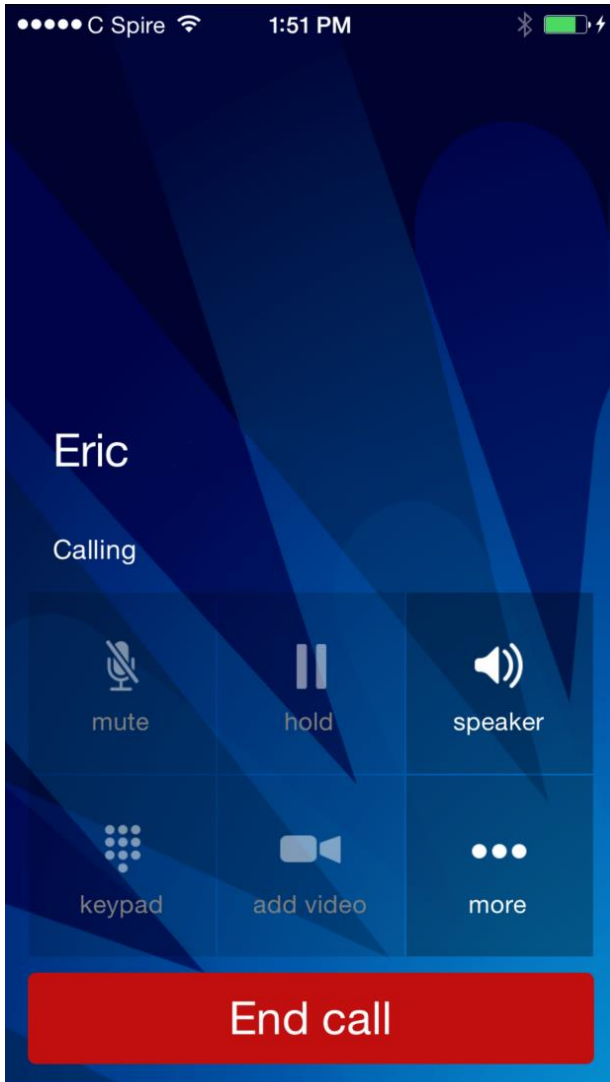 C Spire 1:51 PM
Eric
Calling
mute hold speaker
keypad add video more
End call